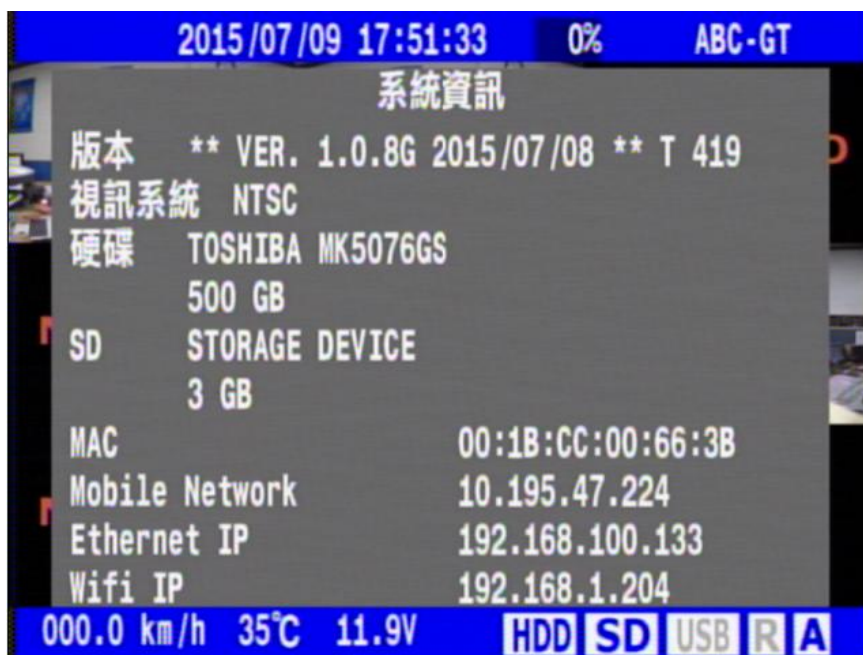 2015/07/09 17:51:33 0% ABC-GT
系統資訊
版本 ** VER. 1.0.8G 2015/07/08 ** T 419
視訊系統 NTSC
硬碟 TOSHIBA MK5076GS
500 GB
SD STORAGE DEVICE
3 GB
MAC 00:1B:CC:00:66:3B
Mobile Network 10.195.47.224
Ethernet IP 192.168.100.133
Wifi IP 192.168.1.204
000.0 km/h 35℃ 11.9V HDD SD USB R A